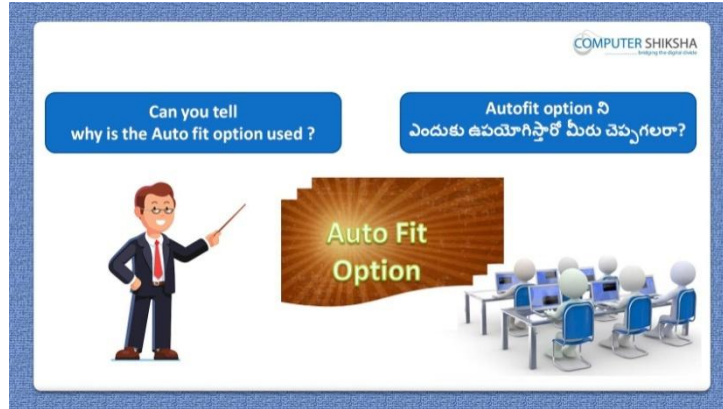 COMPUTER SHIKSHA
bridging the digital divide
Can you tell
why is the Auto fit option used ?
Autofit option ని
ఎందుకు ఉపయోగిస్తారో మీరు చెప్పగలరా?
Auto Fit
Option